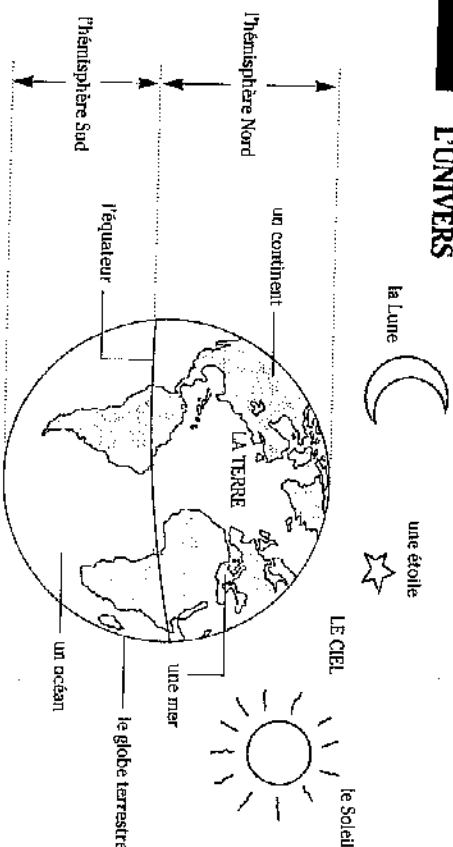 L'UNIVERS
la Lune
une étoile
LE CIEL
le Soleil
l'hémisphère Nord
un continent
LA TERRE
l'équateur
l'hémisphère Sud
une mer
un océan
le globe terrestre